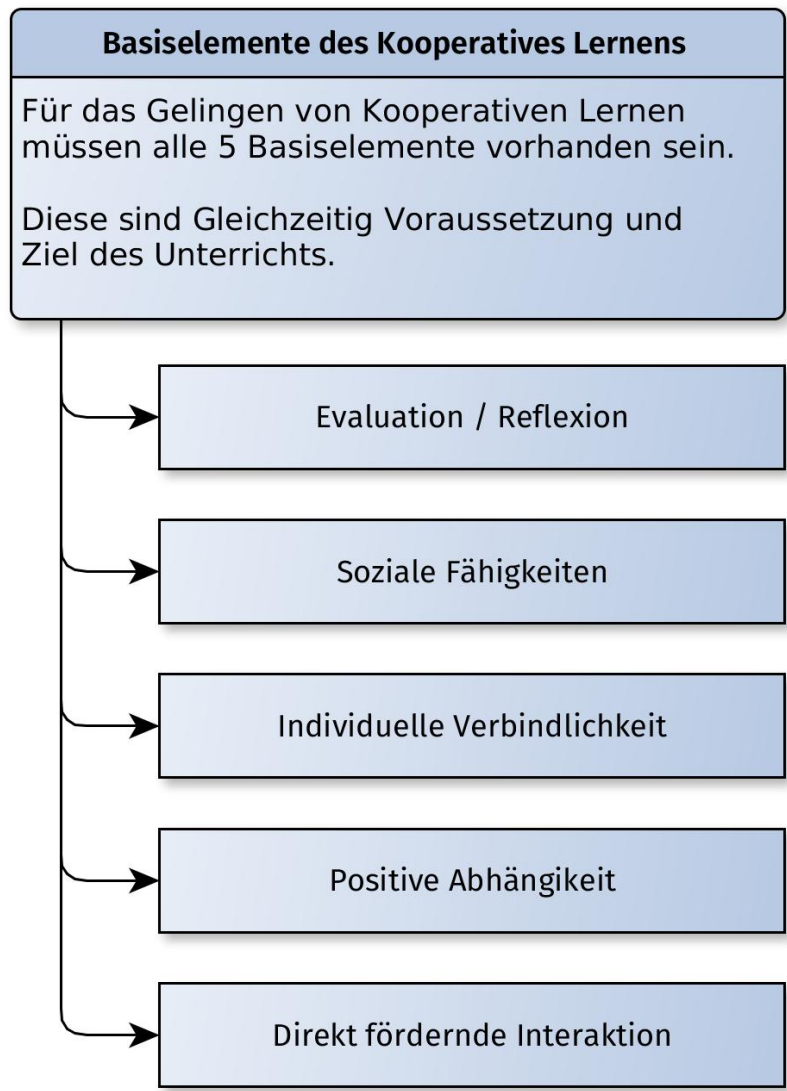 Basiselemente des Kooperatives Lernens
Für das Gelingen von Kooperativen Lernen
müssen alle 5 Basiselemente vorhanden sein.
Diese sind Gleichzeitig Voraussetzung und
Ziel des Unterrichts.
Evaluation / Reflexion
Soziale Fähigkeiten
Individuelle Verbindlichkeit
Positive Abhängikeit
Direkt fördernde Interaktion